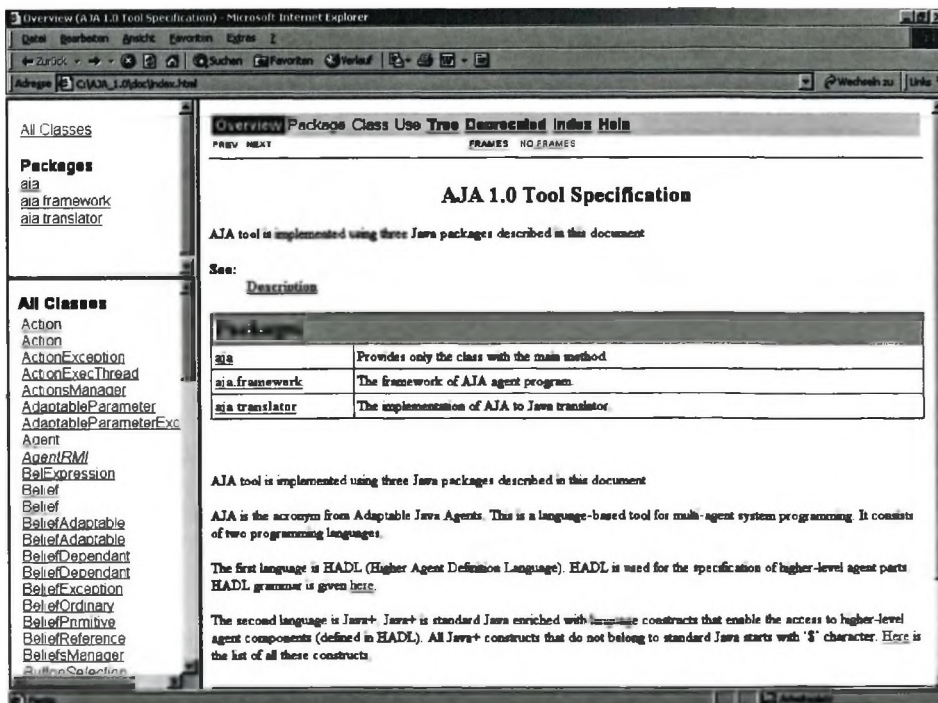 Overview (AJA 1.0 Tool Specification) - Microsoft Internet Explorer
Datei Bearbeiten Ansicht Favoriten Extras ?
Zurück Suchen Favoriten Verlauf
Adresse C:\AJA_1.0\doc\index.html Wechseln zu Links
All Classes
Packages
aja
aja.framework
aja.translator
All Classes
Action
Action
ActionException
ActionExecThread
ActionsManager
AdaptableParameter
AdaptableParameterExc
Agent
AgentRMI
BelExpression
Belief
Belief
BeliefAdaptable
BeliefAdaptable
BeliefDependant
BeliefDependant
BeliefException
BeliefOrdinary
BeliefPrimitive
BeliefReference
BeliefsManager
ButtonSelection
Overview Package Class Use Tree Deprecated Index Help
PREV NEXT FRAMES NO FRAMES
AJA 1.0 Tool Specification
AJA tool is implemented using three Java packages described in this document
See:
Description
Packages
aja Provides only the class with the main method
aja.framework The framework of AJA agent program.
aja.translator The implementation of AJA to Java translator.
AJA tool is implemented using three Java packages described in this document
AJA is the acronym from Adaptable Java Agents. This is a language-based tool for multi-agent system programming. It consists
of two programming languages.
The first language is HADL (Higher Agent Definition Language). HADL is used for the specification of higher-level agent parts
HADL grammar is given here.
The second language is Java+. Java+ is standard Java enriched with language constructs that enable the access to higher-level
agent components (defined in HADL). All Java+ constructs that do not belong to standard Java starts with '$' character. Here is
the list of all these constructs.